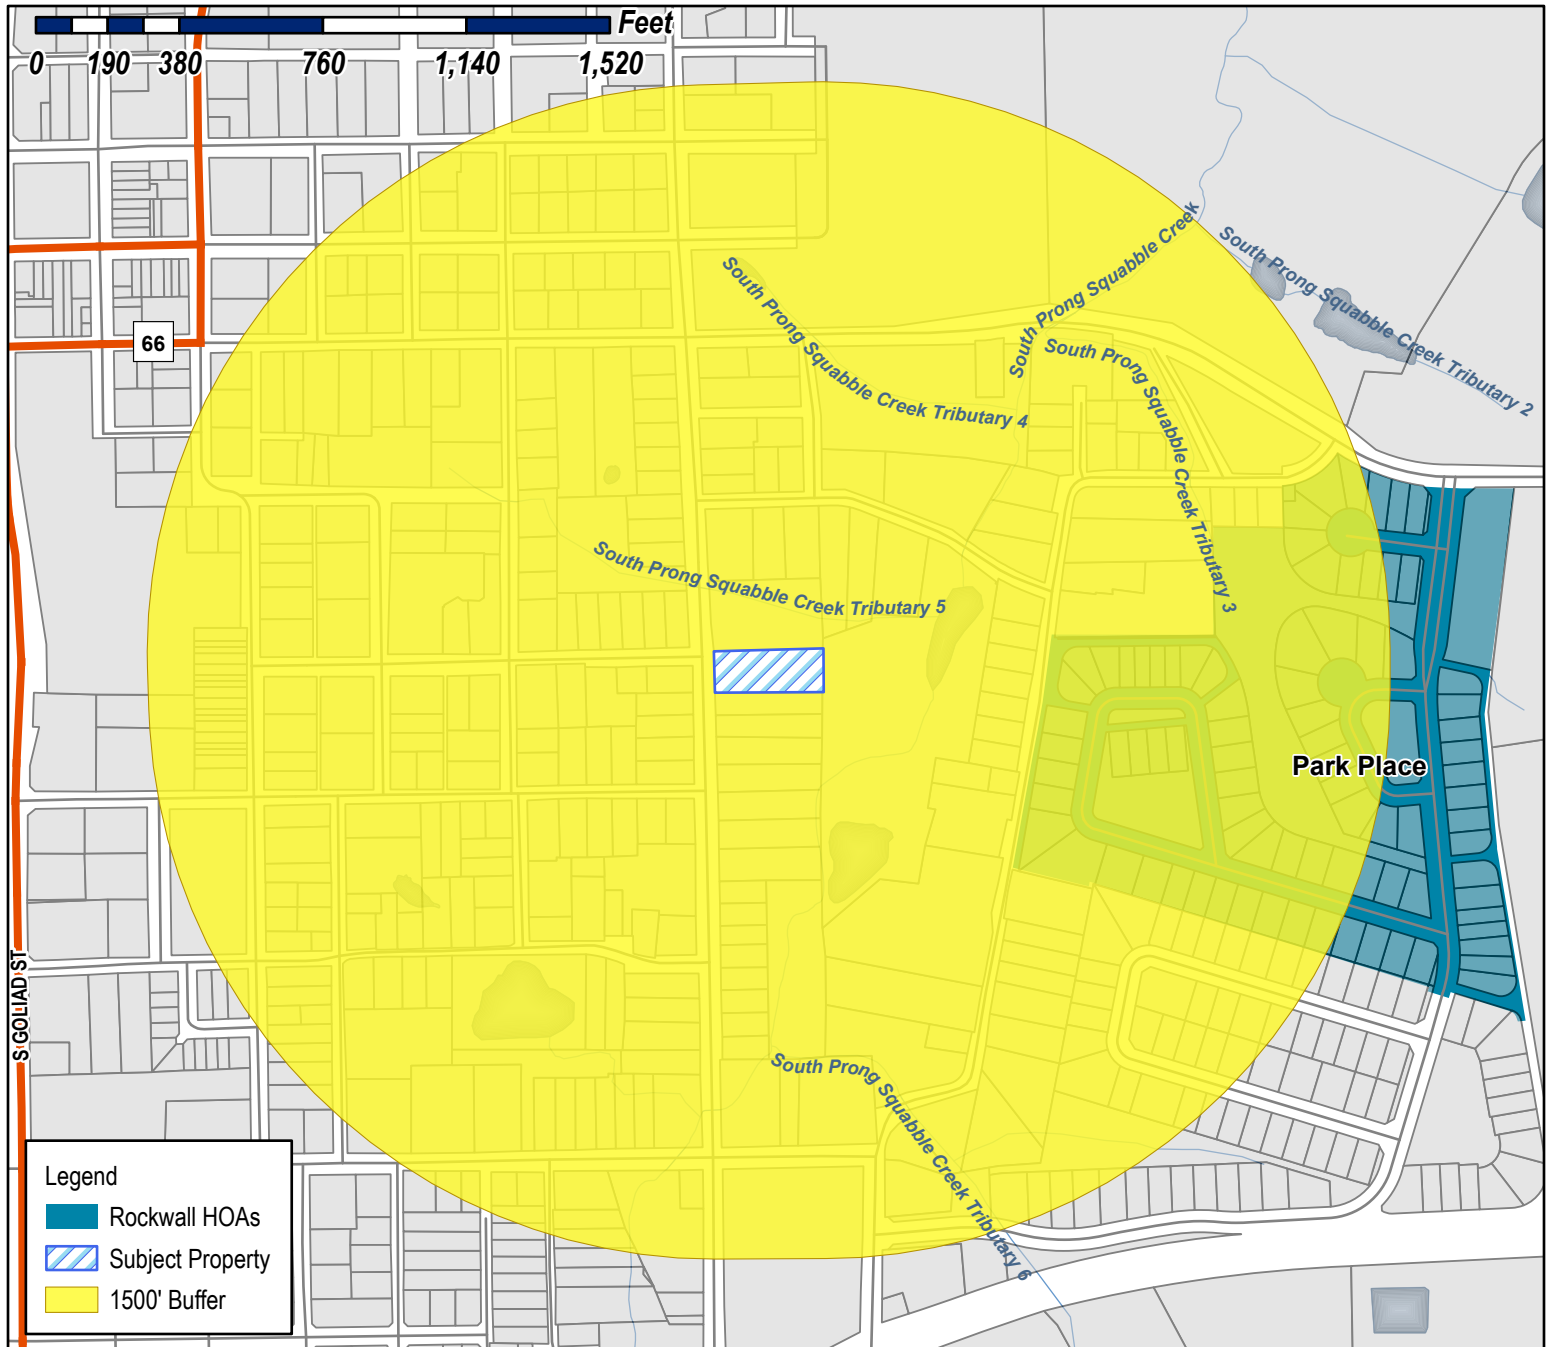 Feet
0 190 380 760 1,140 1,520
66
South Prong Squabble Creek
South Prong Squabble Creek Tributary 2
South Prong Squabble Creek Tributary 4
South Prong Squabble Creek Tributary 3
South Prong Squabble Creek Tributary 5
Park Place
S GOLIAD ST
South Prong Squabble Creek Tributary 6
Legend
Rockwall HOAs
Subject Property
1500' Buffer